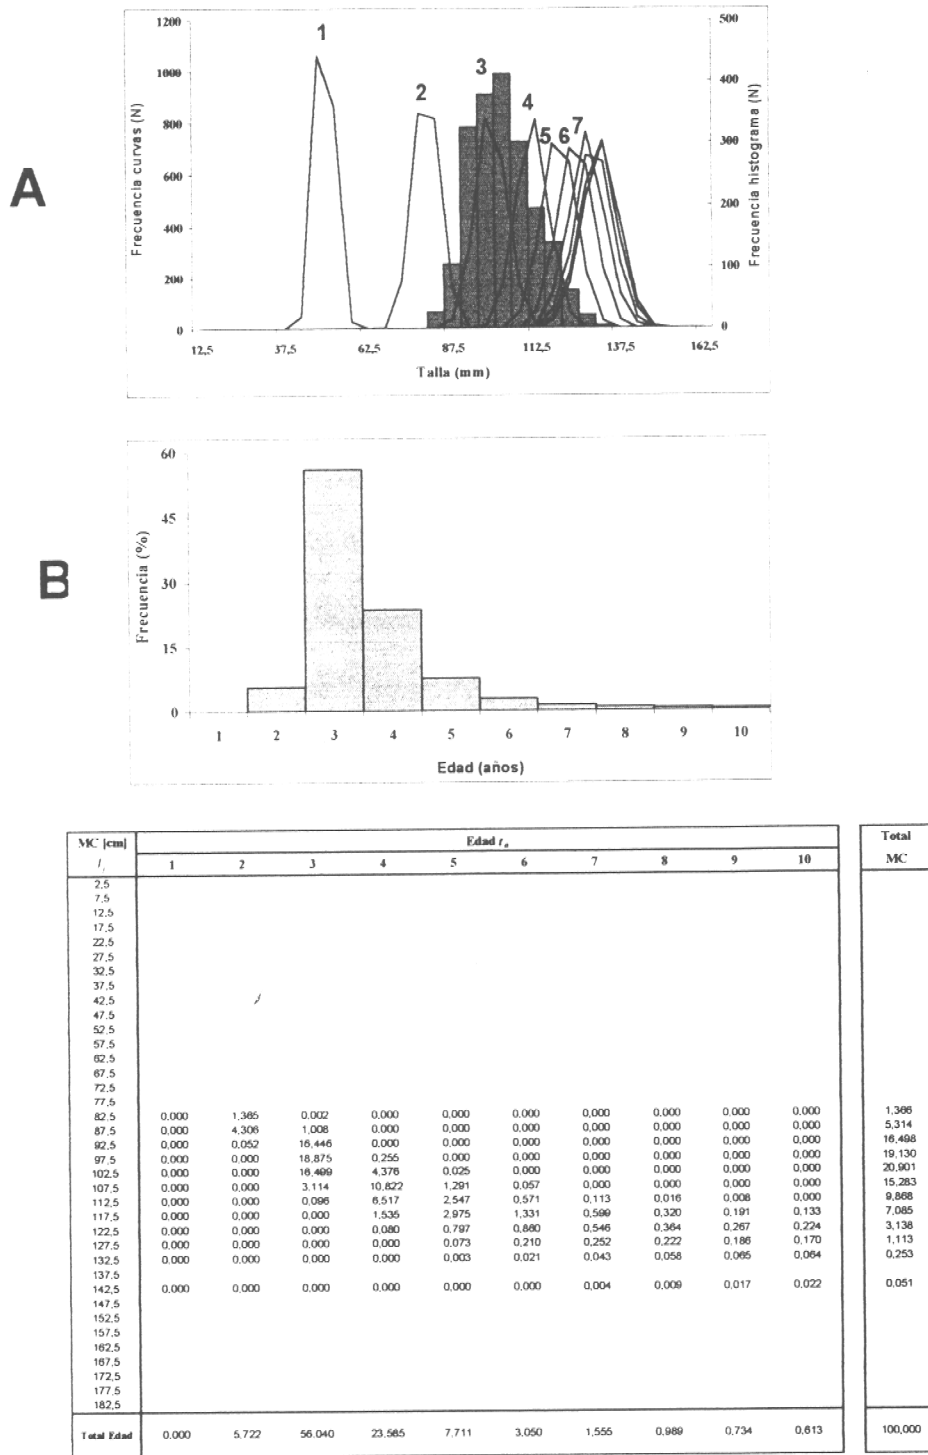 A
1200
1000
800
600
400
200
0
Frecuencia curvas (N)
1
2
3
4
5
6
7
500
400
300
200
100
0
Frecuencia histograma (N)
12,5 37,5 62,5 87,5 112,5 137,5 162,5
Talla (mm)
B
60
45
30
15
0
Frecuencia (%)
1 2 3 4 5 6 7 8 9 10
Edad (años)
MC [cm] Edad tₐ Total
lᵢ 1 2 3 4 5 6 7 8 9 10 MC
2,5
7,5
12,5
17,5
22,5
27,5
32,5
37,5
42,5
47,5
52,5
57,5
62,5
67,5
72,5
77,5
82,5 0,000 1,365 0,002 0,000 0,000 0,000 0,000 0,000 0,000 0,000 1,366
87,5 0,000 4,306 1,008 0,000 0,000 0,000 0,000 0,000 0,000 0,000 5,314
92,5 0,000 0,052 16,446 0,000 0,000 0,000 0,000 0,000 0,000 0,000 16,498
97,5 0,000 0,000 18,875 0,255 0,000 0,000 0,000 0,000 0,000 0,000 19,130
102,5 0,000 0,000 16,499 4,376 0,025 0,000 0,000 0,000 0,000 0,000 20,901
107,5 0,000 0,000 3,114 10,822 1,291 0,057 0,000 0,000 0,000 0,000 15,283
112,5 0,000 0,000 0,096 6,517 2,547 0,571 0,113 0,016 0,008 0,000 9,868
117,5 0,000 0,000 0,000 1,535 2,975 1,331 0,599 0,320 0,191 0,133 7,085
122,5 0,000 0,000 0,000 0,080 0,797 0,860 0,546 0,364 0,267 0,224 3,138
127,5 0,000 0,000 0,000 0,000 0,073 0,210 0,252 0,222 0,186 0,170 1,113
132,5 0,000 0,000 0,000 0,000 0,003 0,021 0,043 0,058 0,065 0,064 0,253
137,5
142,5 0,000 0,000 0,000 0,000 0,000 0,000 0,004 0,009 0,017 0,022 0,051
147,5
152,5
157,5
162,5
167,5
172,5
177,5
182,5
Total Edad 0,000 5,722 56,040 23,585 7,711 3,050 1,555 0,989 0,734 0,613 100,000